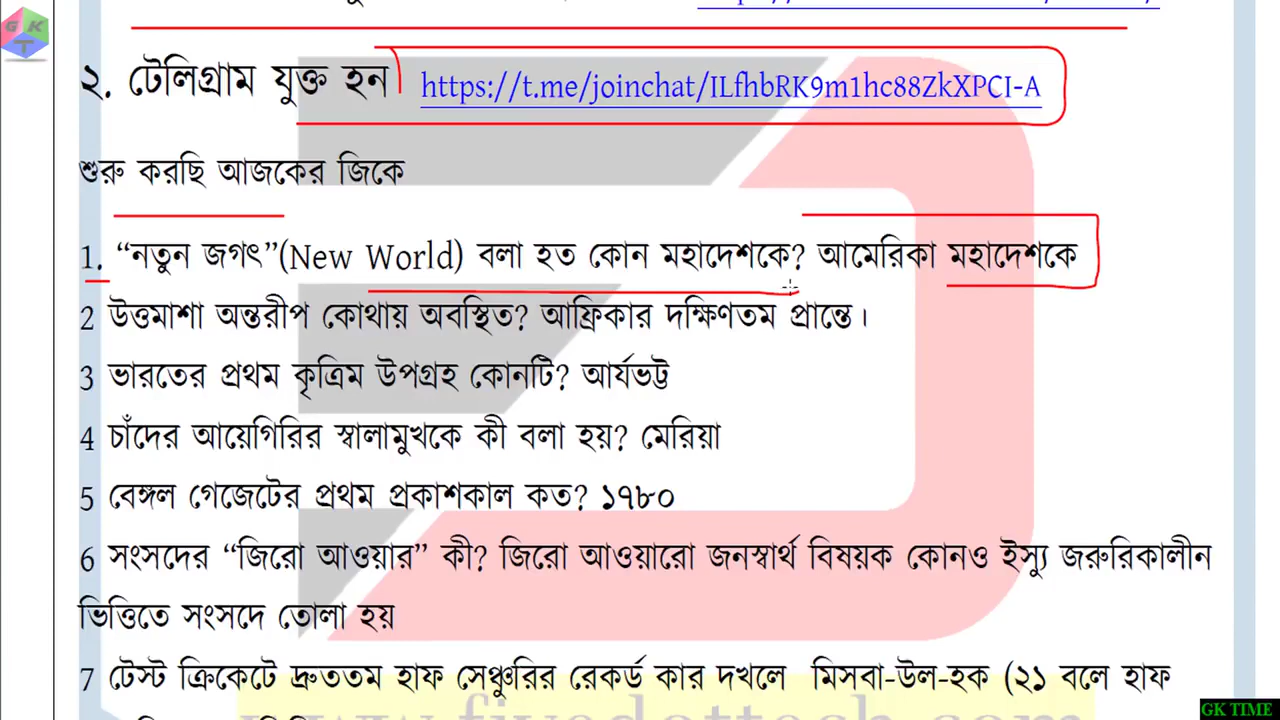 ২. টেলিগ্রাম যুক্ত হন https://t.me/joinchat/ILfhbRK9m1hc88ZkXPCI-A
শুরু করছি আজকের জিকে
1. “নতুন জগৎ”(New World) বলা হত কোন মহাদেশকে? আমেরিকা মহাদেশকে
2 উত্তমাশা অন্তরীপ কোথায় অবস্থিত? আফ্রিকার দক্ষিণতম প্রান্তে।
3 ভারতের প্রথম কৃত্রিম উপগ্রহ কোনটি? আর্যভট্ট
4 চাঁদের আয়েগিরির স্বালামুখকে কী বলা হয়? মেরিয়া
5 বেঙ্গল গেজেটের প্রথম প্রকাশকাল কত? ১৭৮০
6 সংসদের “জিরো আওয়ার” কী? জিরো আওয়ারো জনস্বার্থ বিষয়ক কোনও ইস্যু জরুরিকালীন
ভিত্তিতে সংসদে তোলা হয়
7 টেস্ট ক্রিকেটে দ্রুততম হাফ সেঞ্চুরির রেকর্ড কার দখলে মিসবা-উল-হক (২১ বলে হাফ
GK TIME